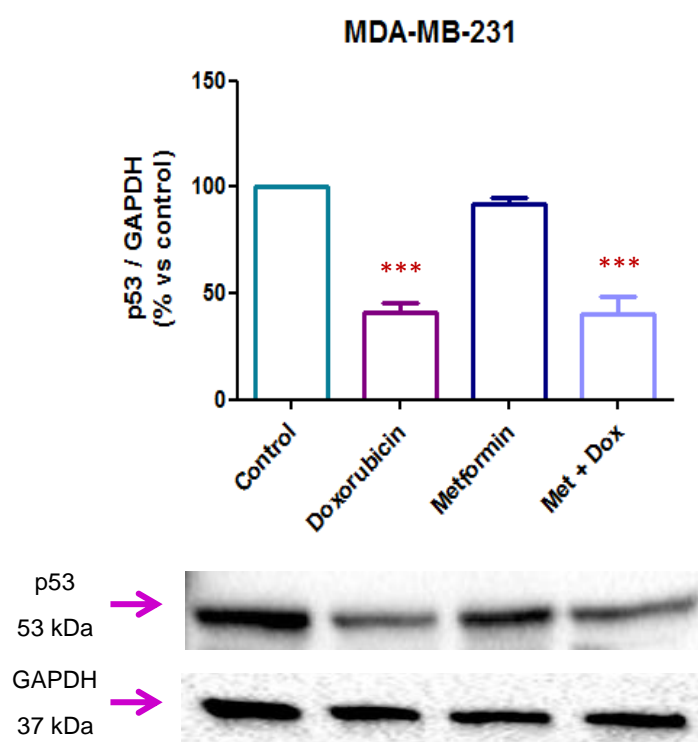 MDA-MB-231
p53 / GAPDH
(% vs control)
150
100
50
0
***
***
Control
Doxorubicin
Metformin
Met + Dox
p53
53 kDa
GAPDH
37 kDa